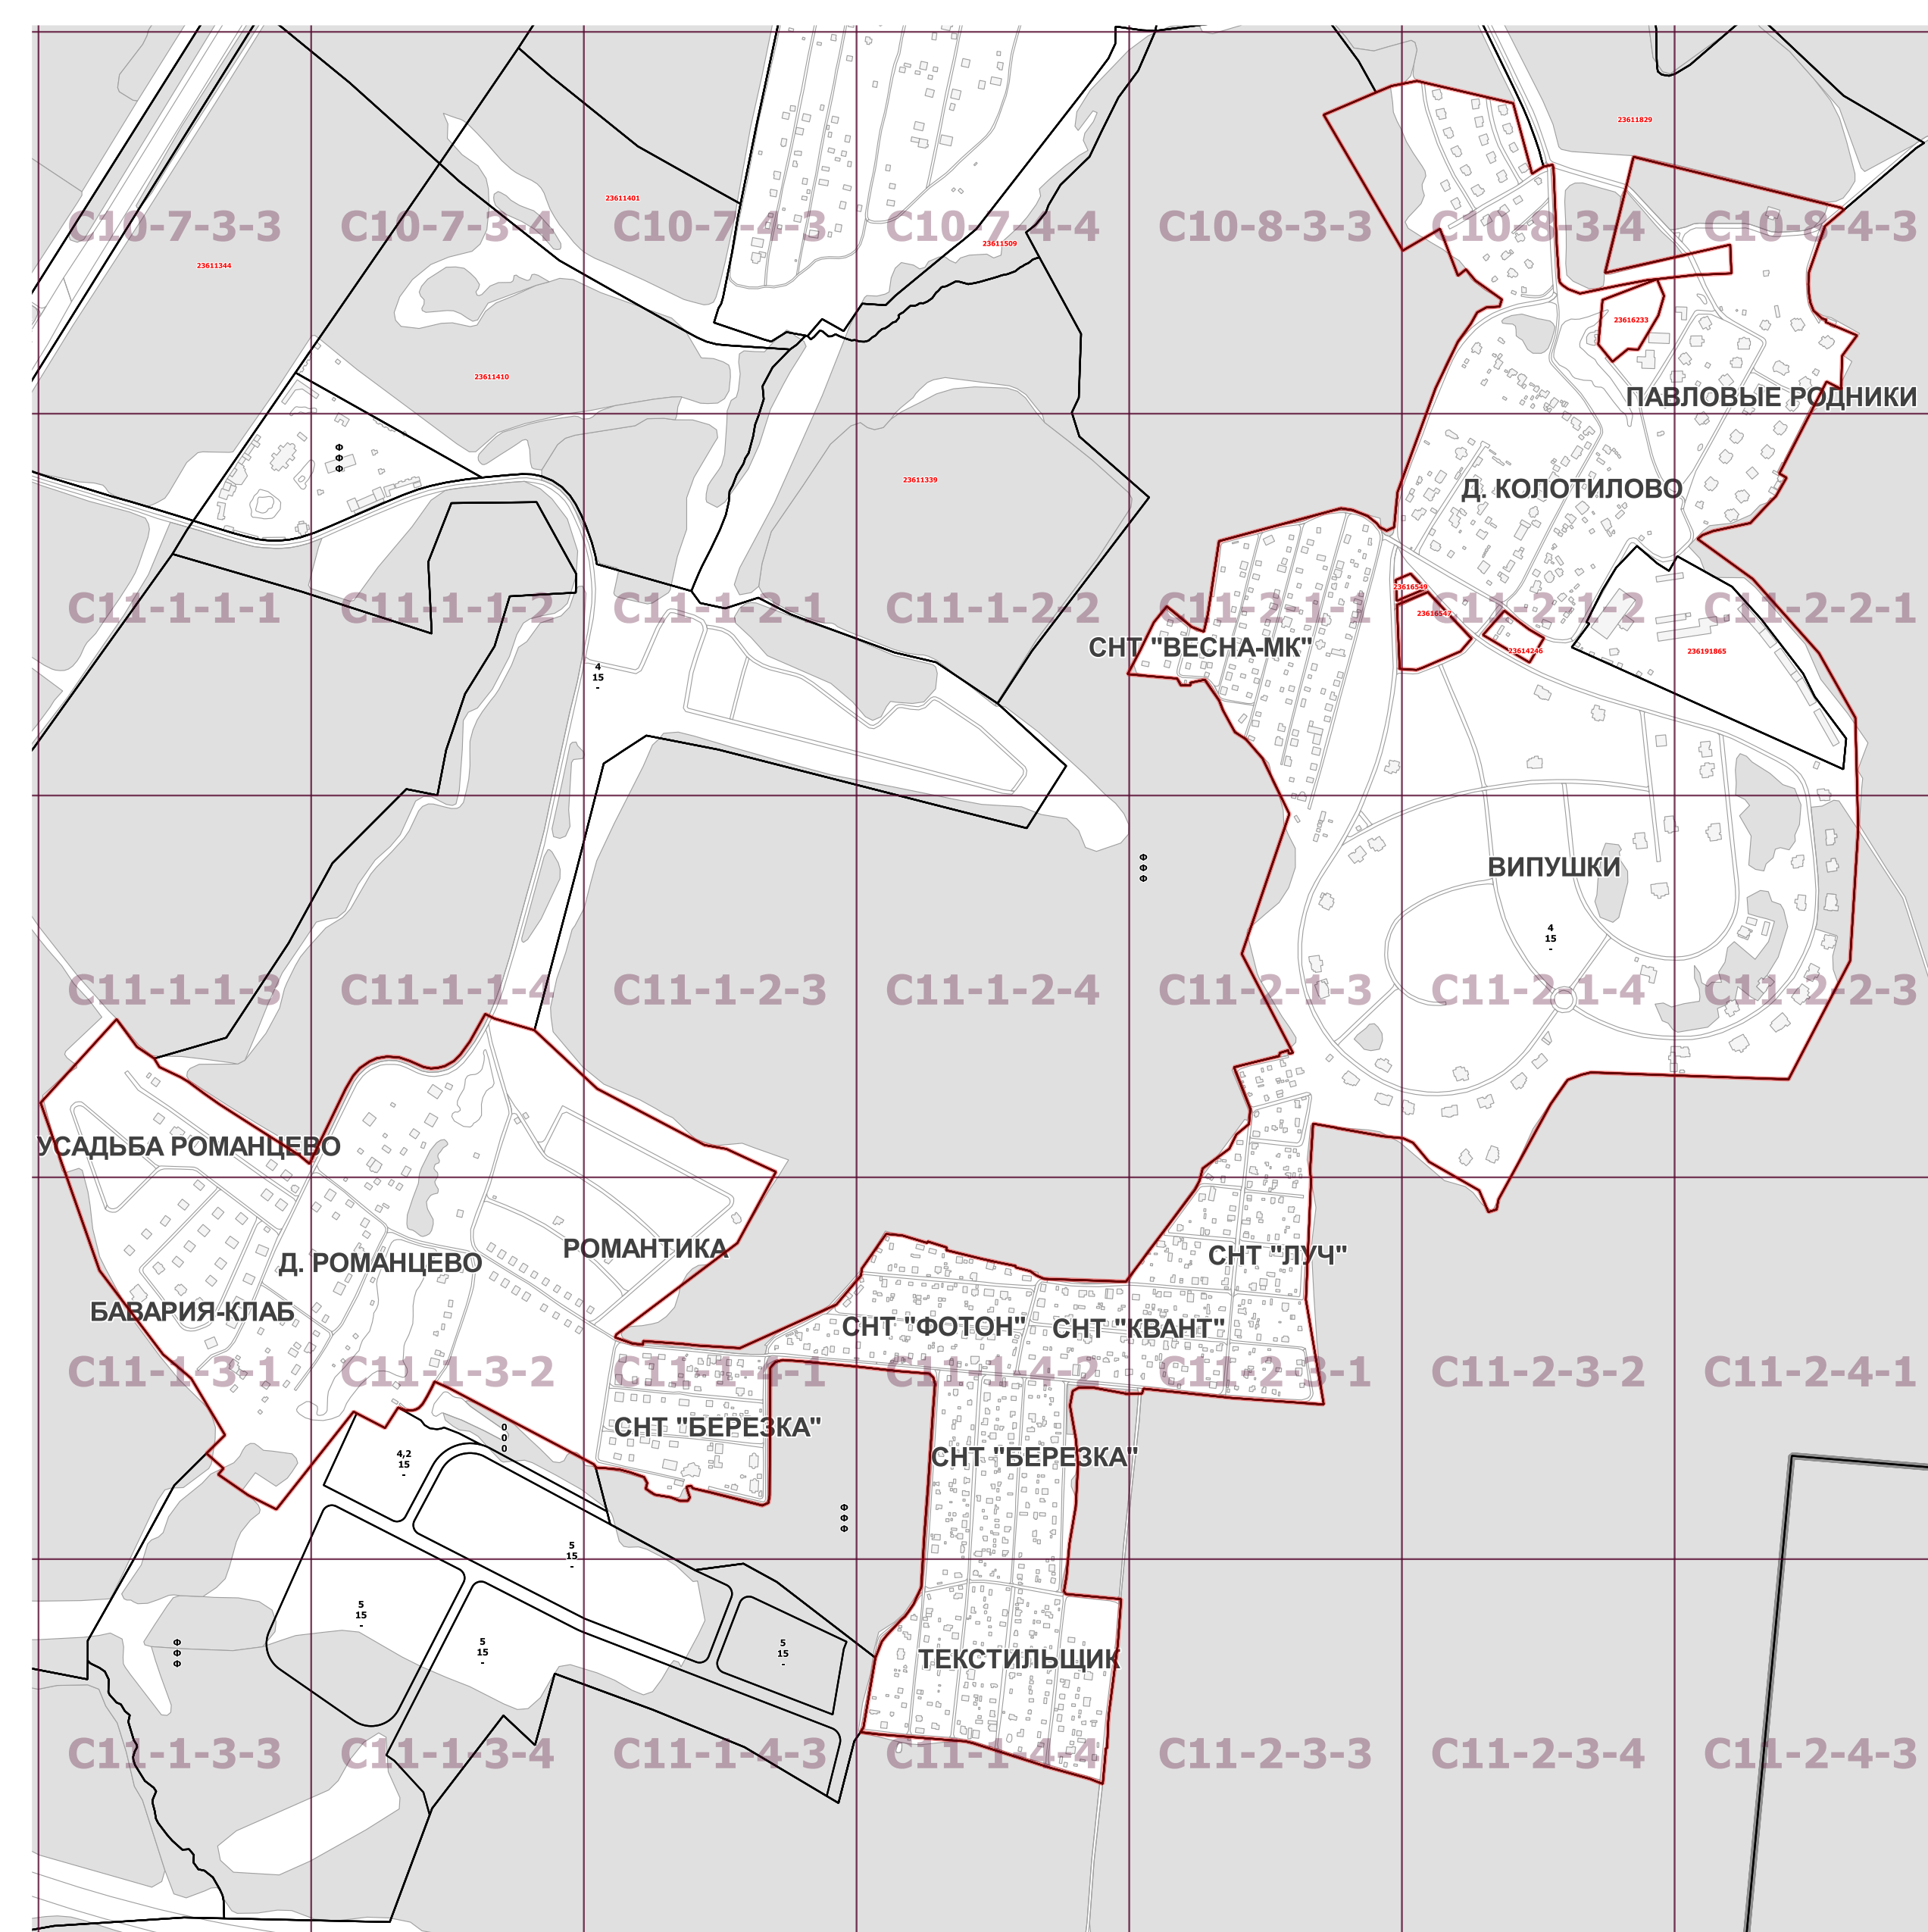 23611829
23611401
C10-7-3-3 C10-7-3-4 C10-7-4-3 C10-7-4-4 C10-8-3-3 C10-8-3-4 C10-8-4-3
23611509
23611344
23616233
23611410
ПАВЛОВЫЕ РОДНИКИ
Ф
Ф
Ф
23611339
Д. КОЛОТИЛОВО
23616549
C11-1-1-1 C11-1-1-2 C11-1-2-1 C11-1-2-2 C11-2-1-1 C11-2-1-2 C11-2-2-1
23616547
СНТ "ВЕСНА-МК"
23614246
236191865
4
15
-
Ф
Ф
Ф
ВИПУШКИ
4
15
-
C11-1-1-3 C11-1-1-4 C11-1-2-3 C11-1-2-4 C11-2-1-3 C11-2-1-4 C11-2-2-3
УСАДЬБА РОМАНЦЕВО
РОМАНТИКА
СНТ "ЛУЧ"
Д. РОМАНЦЕВО
БАВАРИЯ-КЛАБ
СНТ "ФОТОН"
СНТ "КВАНТ"
C11-1-3-1 C11-1-3-2 C11-1-4-1 C11-1-4-2 C11-2-3-1 C11-2-3-2 C11-2-4-1
СНТ "БЕРЕЗКА"
0
0
0
СНТ "БЕРЕЗКА"
4,2
15
-
Ф
Ф
Ф
5
15
-
5
15
-
Ф
Ф
Ф
5
15
-
5
15
-
ТЕКСТИЛЬЩИК
C11-1-3-3 C11-1-3-4 C11-1-4-3 C11-1-4-4 C11-2-3-3 C11-2-3-4 C11-2-4-3